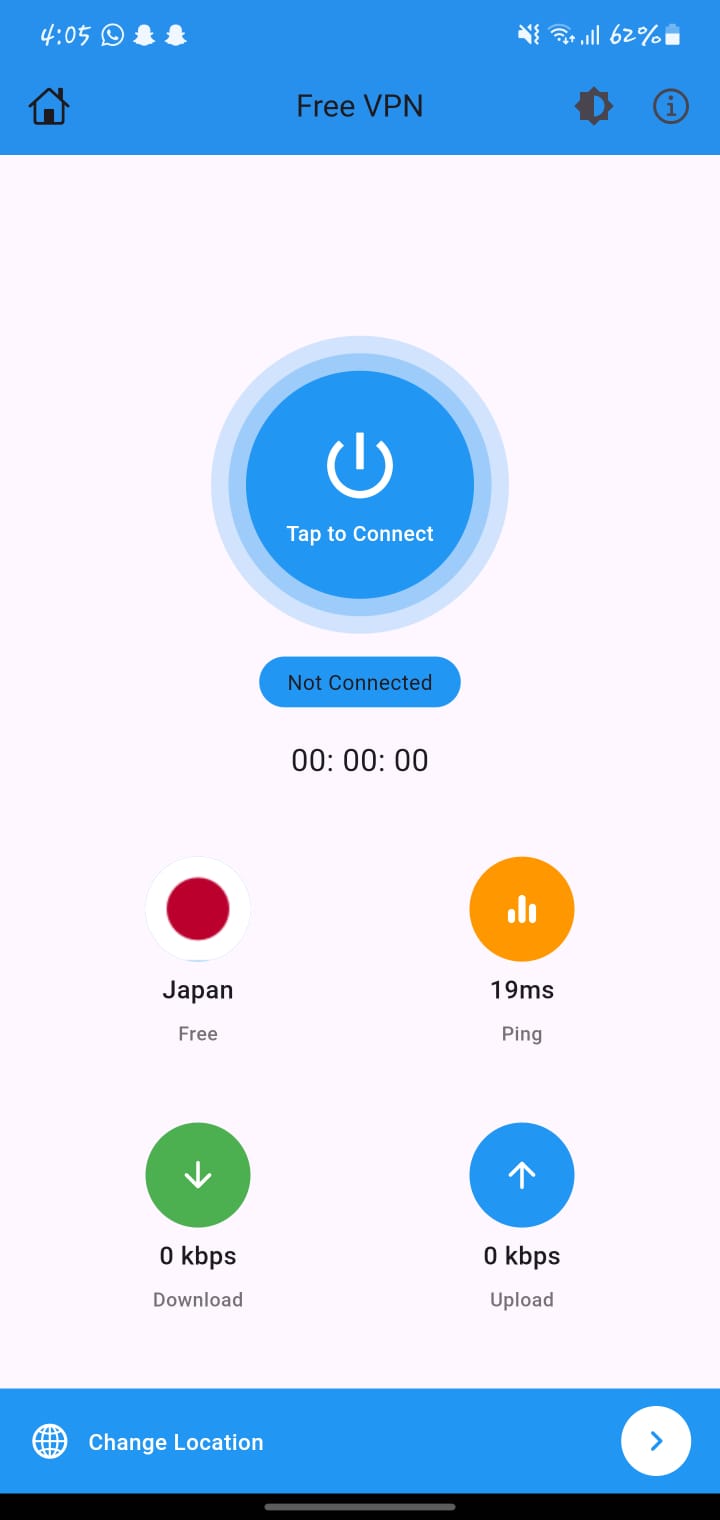 4:05 62%
Free VPN
Tap to Connect
Not Connected
00: 00: 00
Japan 19ms
Free Ping
0 kbps 0 kbps
Download Upload
Change Location